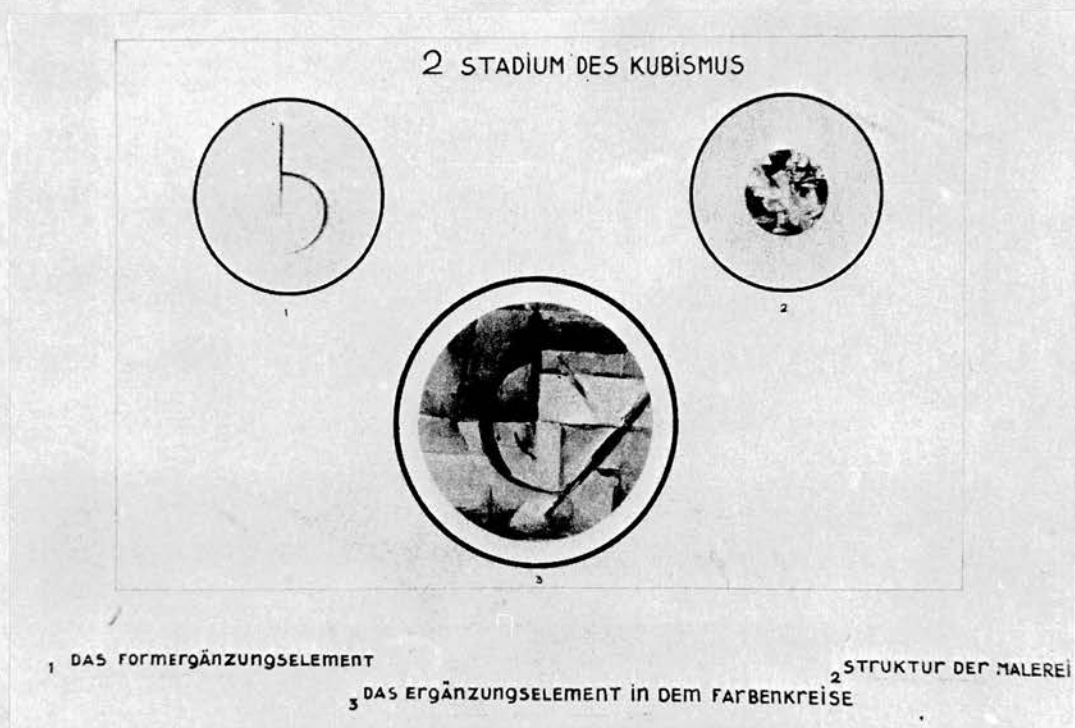 2 STADIUM DES KUBISMUS
1
2
3
1 DAS FORMERGÄNZUNGSELEMENT
2 STRUKTUR DER MALEREI
3 DAS ERGÄNZUNGSELEMENT IN DEM FARBENKREISE